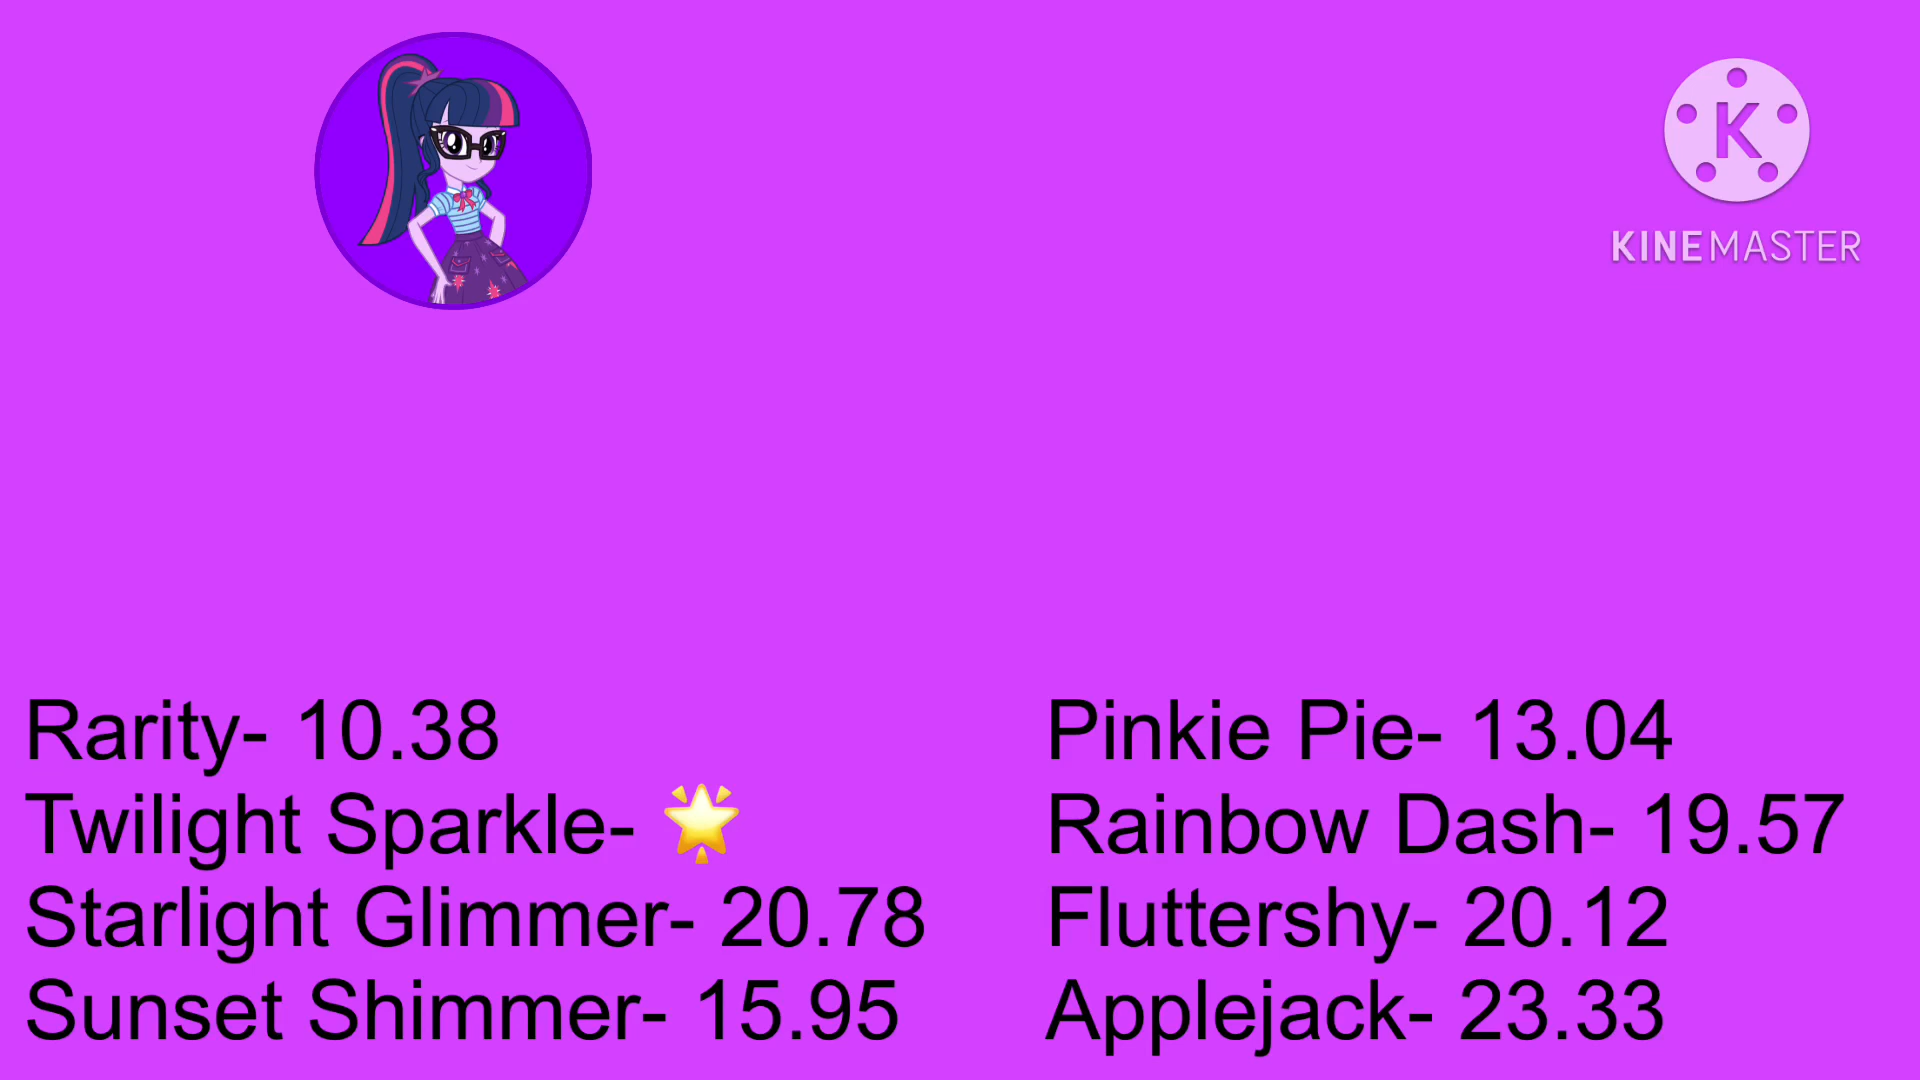 K
KINEMASTER
Rarity- 10.38
Twilight Sparkle- 🌟
Starlight Glimmer- 20.78
Sunset Shimmer- 15.95
Pinkie Pie- 13.04
Rainbow Dash- 19.57
Fluttershy- 20.12
Applejack- 23.33